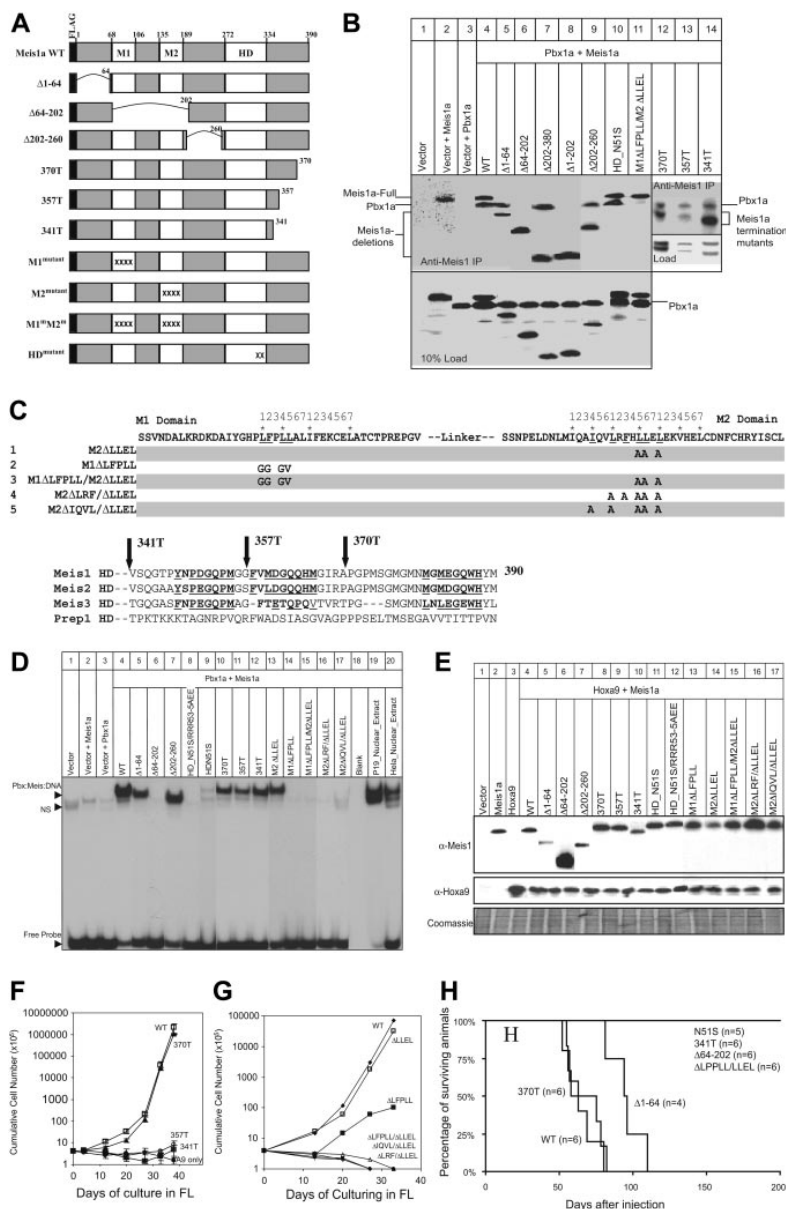 A
FLAG
1 68 106 135 189 272 334 390
Meis1a WT M1 M2 HD
Δ1-64 64
Δ64-202 202
Δ202-260 260
370T 370
357T 357
341T 341
M1mutant XXXX
M2mutant XXXX
M1mM2m XXXX XXXX
HDmutant XX
B
1 2 3 4 5 6 7 8 9 10 11 12 13 14
Pbx1a + Meis1a
Vector
Vector + Meis1a
Vector + Pbx1a
WT
Δ1-64
Δ64-202
Δ202-380
Δ1-202
Δ202-260
HD_N51S
M1ΔLFPLL/M2 ΔLLEL
370T
357T
341T
Meis1a-Full
Pbx1a
Meis1a-
deletions
Anti-Meis1 IP
Anti-Meis1 IP
Pbx1a
Meis1a
termination
mutants
Load
Pbx1a
10% Load
C
M1 Domain 12345671234567 12345671234567 M2 Domain
* * * * * *
SSVNDALKRDKDAIYGHPLFPLLALIFEKCELATCTPREPGV --Linker-- SSNPELDNLMIQAIQVLRFHLLELEKVHELCDNFCHRYISCL
1 M2ΔLLEL AA A
2 M1ΔLFPLL GG GV
3 M1ΔLFPLL/M2ΔLLEL GG GV AA A
4 M2ΔLRF/ΔLLEL A A AA A
5 M2ΔIQVL/ΔLLEL A A AA A
341T 357T 370T
Meis1 HD--VSQGTPYNPDGQPMGGFVMDGQQHMGIRAPGPMSGMGMNMGMEGQWHYM 390
Meis2 HD--VSQGAAYSPEGQPMGSFVLDGQQHMGIRPAGPMSGMGMNMGMDGQWHYM
Meis3 HD--TGQGASFNPEGQPMAG-FTETQPQVTVRTPG---SMGMNLNLEGEWHYL
Prep1 HD--TPKTKKKTAGNRPVQRFWADSIASGVAGPPPSELTMSEGAVVTITTPVN
D
1 2 3 4 5 6 7 8 9 10 11 12 13 14 15 16 17 18 19 20
Pbx1a + Meis1a
Vector
Vector + Meis1a
Vector + Pbx1a
WT
Δ1-64
Δ64-202
Δ202-260
HD_N51S/RRR53-5AEE
HDN51S
370T
357T
341T
M2 ΔLLEL
M1ΔLFPLL
M1ΔLFPLL/M2ΔLLEL
M2ΔLRF/ΔLLEL
M2ΔIQVL/ΔLLEL
Blank
P19_Nuclear_Extract
Hela_Nuclear_Extract
Pbx:Meis:DNA
NS
Free Probe
E
1 2 3 4 5 6 7 8 9 10 11 12 13 14 15 16 17
Hoxa9 + Meis1a
Vector
Meis1a
Hoxa9
WT
Δ1-64
Δ64-202
Δ202-260
370T
357T
341T
HD_N51S
HD_N51S/RRR53-5AEE
M1ΔLFPLL
M2ΔLLEL
M1ΔLFPLL/M2ΔLLEL
M2ΔLRF/ΔLLEL
M2ΔIQVL/ΔLLEL
α-Meis1
α-Hoxa9
Coomassie
F
Cumulative Cell Number (x10⁵)
10000000
1000000
100000
10000
1000
100
10
1
WT
370T
357T
341T
A9 only
0 10 20 30 40
Days of culture in FL
G
Cumulative Cell Number (x10⁵)
100000
10000
1000
100
10
1
WT
ΔLLEL
ΔLFPLL
ΔLFPLL/ΔLLEL
ΔIQVL/ΔLLEL
ΔLRF/ΔLLEL
0 10 20 30 40
Days of Culturing in FL
H
Percentage of surviving animals
100%
75%
50%
25%
0%
H
N51S (n=5)
341T (n=6)
Δ64-202 (n=6)
ΔLPPLL/LLEL (n=6)
370T
(n=6)
Δ1-64 (n=4)
WT (n=6)
0 50 100 150 200
Days after injection